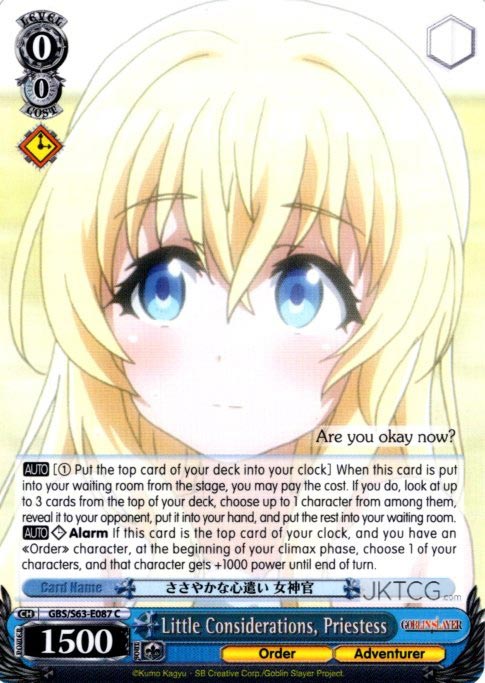 LEVEL
0
0
COST
Are you okay now?
AUTO [① Put the top card of your deck into your clock] When this card is put
into your waiting room from the stage, you may pay the cost. If you do, look at
up to 3 cards from the top of your deck, choose up to 1 character from among them,
reveal it to your opponent, put it into your hand, and put the rest into your waiting room.
AUTO Alarm If this card is the top card of your clock, and you have an
«Order» character, at the beginning of your climax phase, choose 1 of your
characters, and that character gets +1000 power until end of turn.
Card Name ささやかな心遣い 女神官
JKTCG.com
CH GBS/S63-E087 C
POWER 1500 SOUL Little Considerations, Priestess GOBLIN SLAYER
Order Adventurer
©Kumo Kagyu · SB Creative Corp./Goblin Slayer Project.